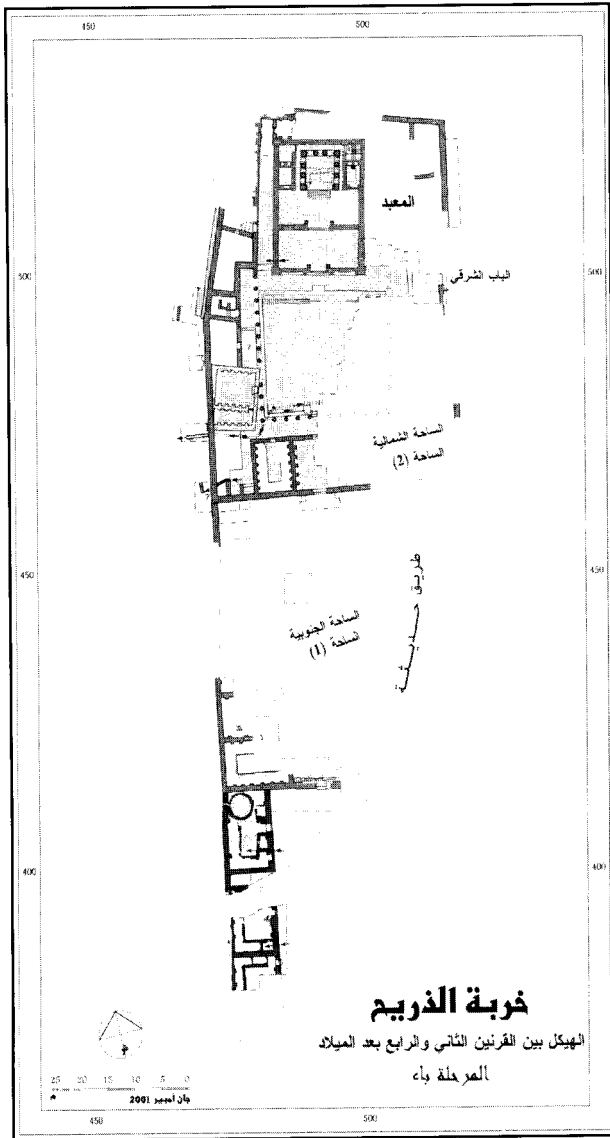 450 500
المعبد
الباب الشرقي
500 500
الساحة الشمالية
الساحة (2)
450 450
طريق حديثة
الساحة الجنوبية
الساحة (1)
400 400
خربة الذريح
الهيكل بين القرنين الثاني والرابع بعد الميلاد
المرحلة باء
25 20 15 10 5 0
م
جان أمبير 2001
450 500